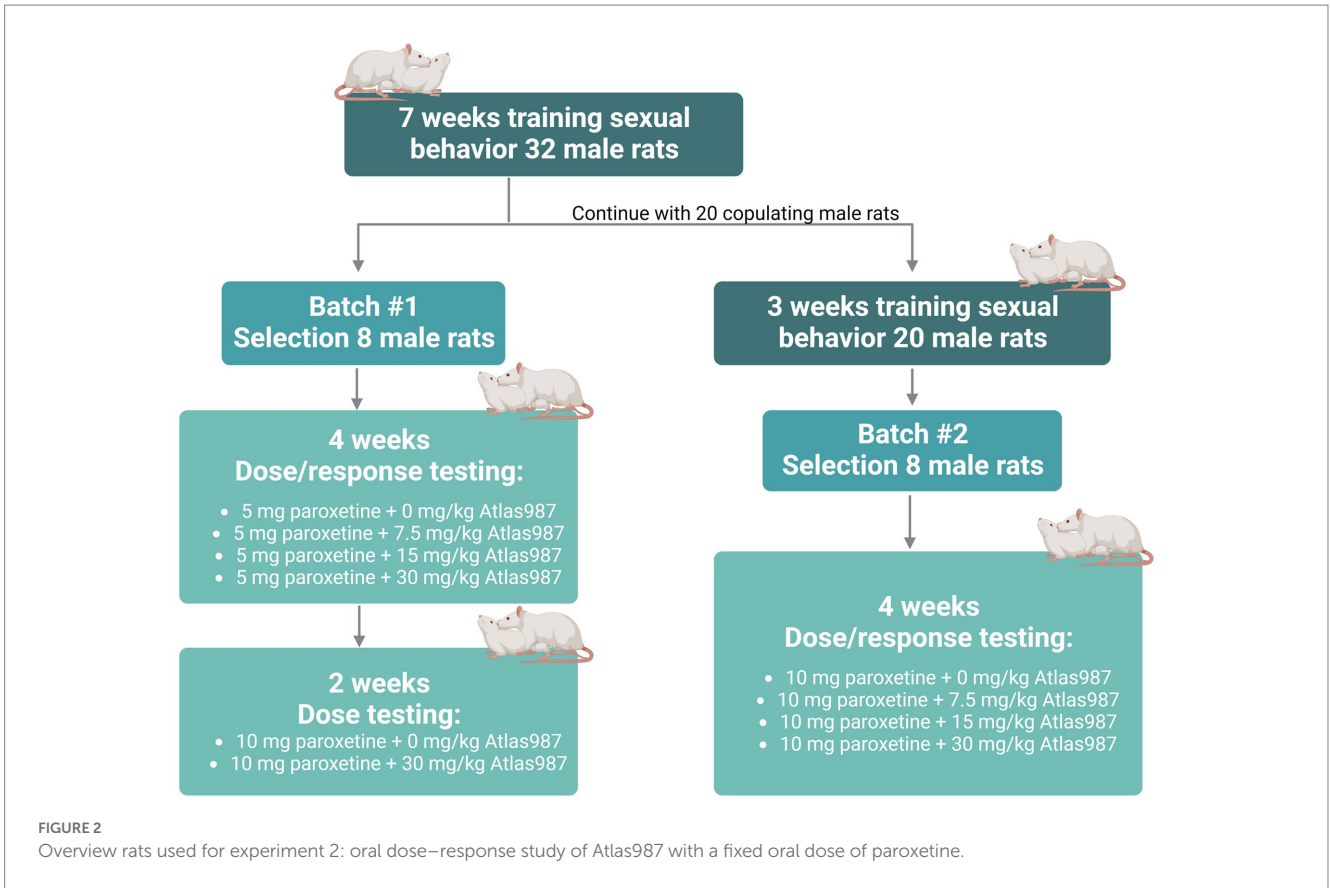 7 weeks training sexual
behavior 32 male rats
Continue with 20 copulating male rats
Batch #1
Selection 8 male rats
3 weeks training sexual
behavior 20 male rats
4 weeks
Dose/response testing:
• 5 mg paroxetine + 0 mg/kg Atlas987
• 5 mg paroxetine + 7.5 mg/kg Atlas987
• 5 mg paroxetine + 15 mg/kg Atlas987
• 5 mg paroxetine + 30 mg/kg Atlas987
Batch #2
Selection 8 male rats
2 weeks
Dose testing:
• 10 mg paroxetine + 0 mg/kg Atlas987
• 10 mg paroxetine + 30 mg/kg Atlas987
4 weeks
Dose/response testing:
• 10 mg paroxetine + 0 mg/kg Atlas987
• 10 mg paroxetine + 7.5 mg/kg Atlas987
• 10 mg paroxetine + 15 mg/kg Atlas987
• 10 mg paroxetine + 30 mg/kg Atlas987
FIGURE 2
Overview rats used for experiment 2: oral dose–response study of Atlas987 with a fixed oral dose of paroxetine.